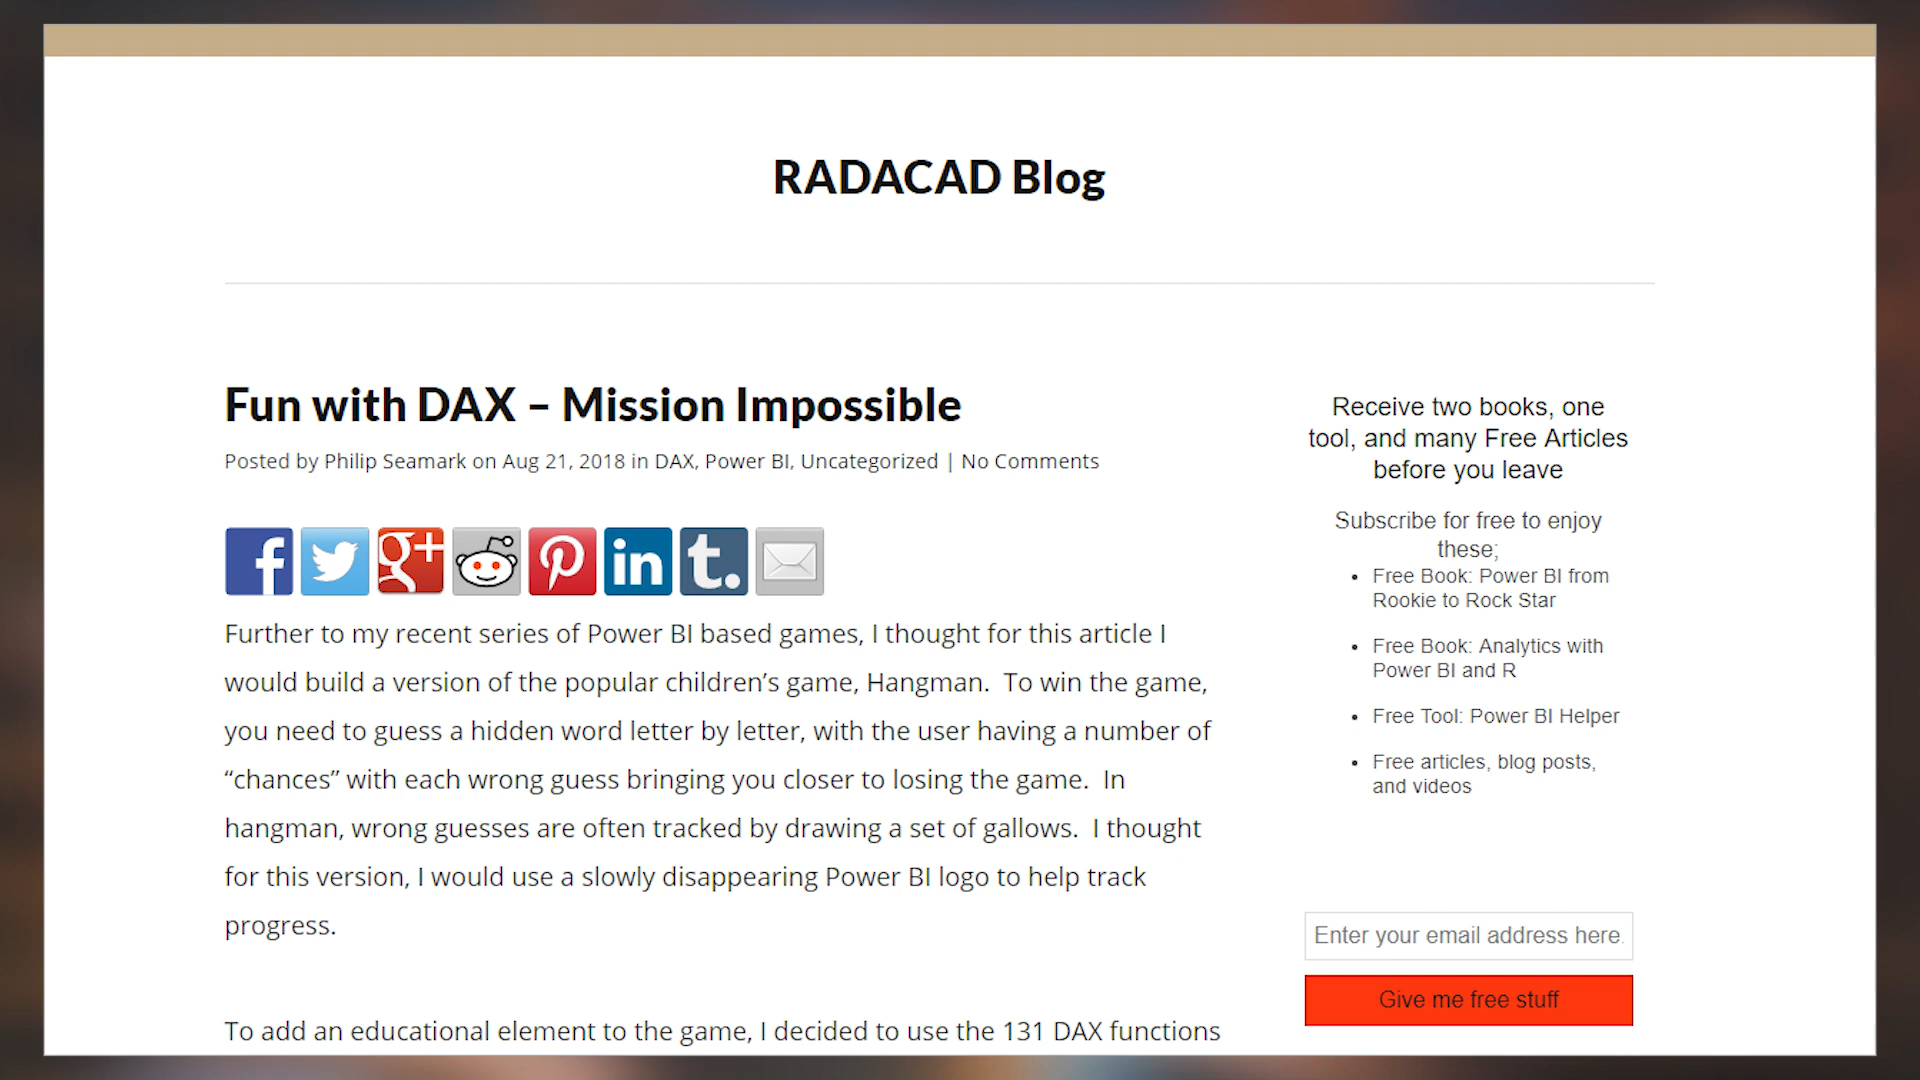 RADACAD Blog
Fun with DAX – Mission Impossible
Posted by Philip Seamark on Aug 21, 2018 in DAX, Power BI, Uncategorized | No Comments
f g+ p in t.
Further to my recent series of Power BI based games, I thought for this article I
would build a version of the popular children’s game, Hangman.  To win the game,
you need to guess a hidden word letter by letter, with the user having a number of
“chances” with each wrong guess bringing you closer to losing the game.  In
hangman, wrong guesses are often tracked by drawing a set of gallows.  I thought
for this version, I would use a slowly disappearing Power BI logo to help track
progress.
To add an educational element to the game, I decided to use the 131 DAX functions
Receive two books, one
tool, and many Free Articles
before you leave
Subscribe for free to enjoy
these;
• Free Book: Power BI from
Rookie to Rock Star
• Free Book: Analytics with
Power BI and R
• Free Tool: Power BI Helper
• Free articles, blog posts,
and videos
Enter your email address here.
Give me free stuff